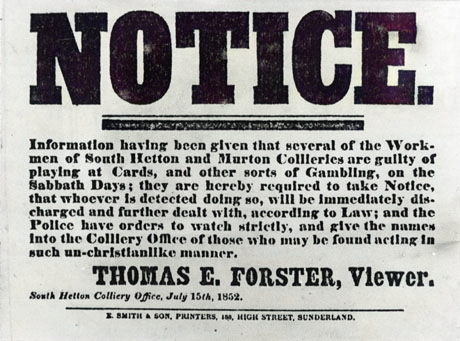 NOTICE.
Information having been given that several of the Work-
men of South Hetton and Murton Collieries are guilty of
playing at Cards, and other sorts of Gambling, on the
Sabbath Days; they are hereby required to take Notice,
that whoever is detected doing so, will be immediately dis-
charged and further dealt with, according to Law; and the
Police have orders to watch strictly, and give the names
into the Colliery Office of those who may be found acting in
such un-christianlike manner.
THOMAS E. FORSTER, Viewer.
South Hetton Colliery Office, July 15th, 1852.
E. SMITH & SON, PRINTERS, HIGH STREET, SUNDERLAND.